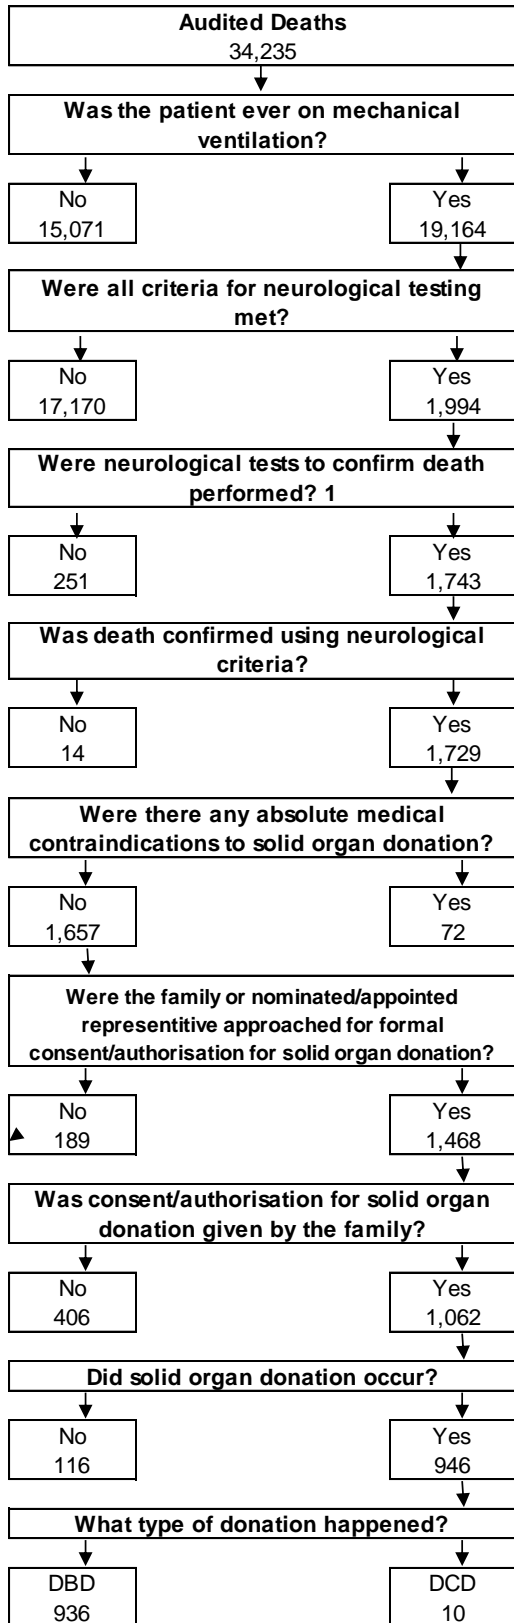 Audited Deaths
34,235
Was the patient ever on mechanical
ventilation?
No
15,071
Yes
19,164
Were all criteria for neurological testing
met?
No
17,170
Yes
1,994
Were neurological tests to confirm death
performed? 1
No
251
Yes
1,743
Was death confirmed using neurological
criteria?
No
14
Yes
1,729
Were there any absolute medical
contraindications to solid organ donation?
No
1,657
Yes
72
Were the family or nominated/appointed
representitive approached for formal
consent/authorisation for solid organ donation?
No
189
Yes
1,468
Was consent/authorisation for solid organ
donation given by the family?
No
406
Yes
1,062
Did solid organ donation occur?
No
116
Yes
946
What type of donation happened?
DBD
936
DCD
10